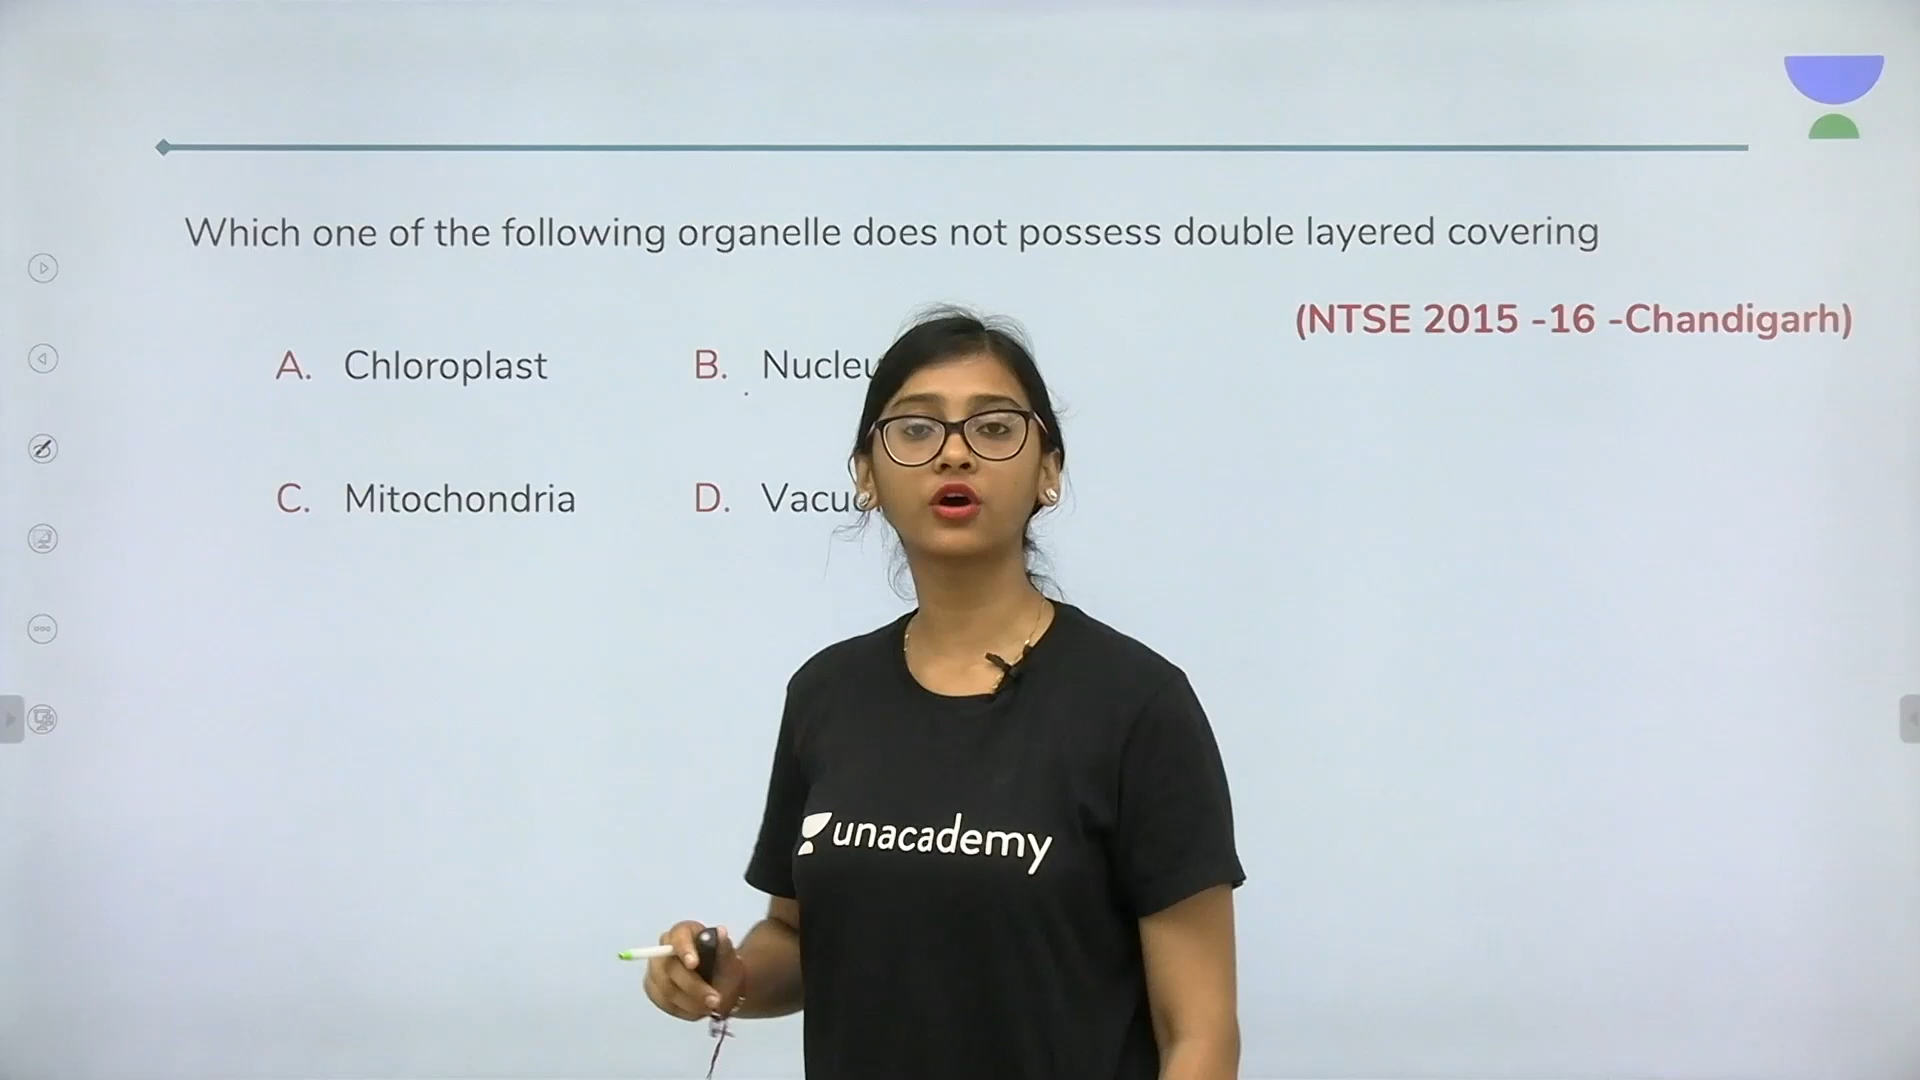 Which one of the following organelle does not possess double layered covering
(NTSE 2015 -16 -Chandigarh)
A. Chloroplast B.
C. Mitochondria D.
unacademy